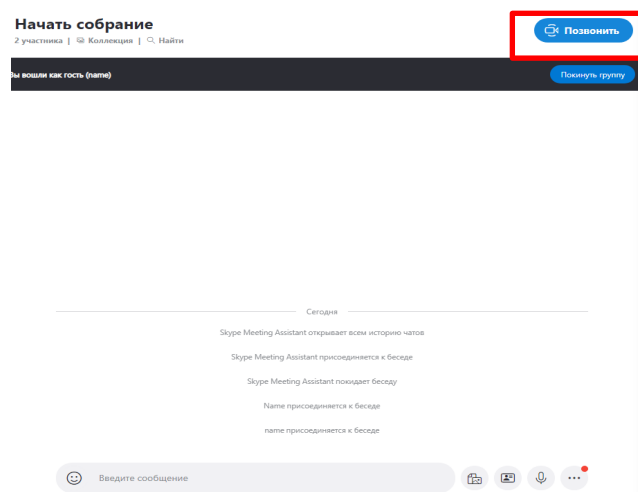 Начать собрание
Позвонить
2 участника | Коллекция | Найти
Вы вошли как гость (name)
Покинуть группу
Сегодня
Skype Meeting Assistant открывает всем историю чатов
Skype Meeting Assistant присоединяется к беседе
Skype Meeting Assistant покидает беседу
Name присоединяется к беседе
name присоединяется к беседе
Введите сообщение